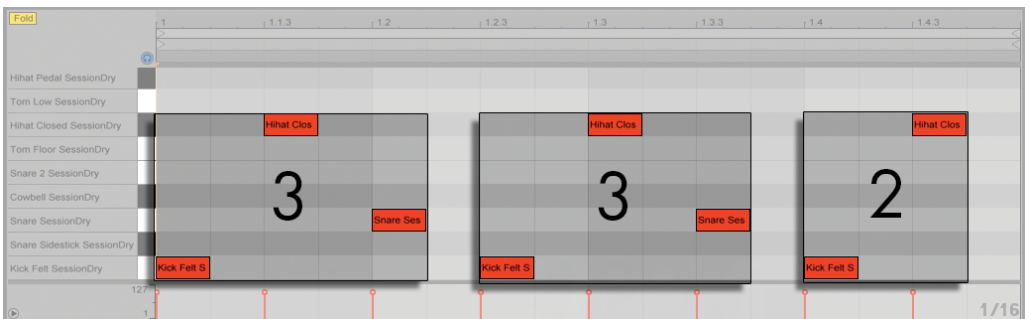 Fold
1 1.1.3 1.2 1.2.3 1.3 1.3.3 1.4 1.4.3
Hihat Pedal SessionDry
Tom Low SessionDry
Hihat Closed SessionDry Hihat Clos Hihat Clos Hihat Clos
Tom Floor SessionDry
Snare 2 SessionDry
3 3 2
Cowbell SessionDry
Snare SessionDry Snare Ses Snare Ses
Snare Sidestick SessionDry
Kick Felt SessionDry Kick Felt S Kick Felt S Kick Felt S
127
1 1/16